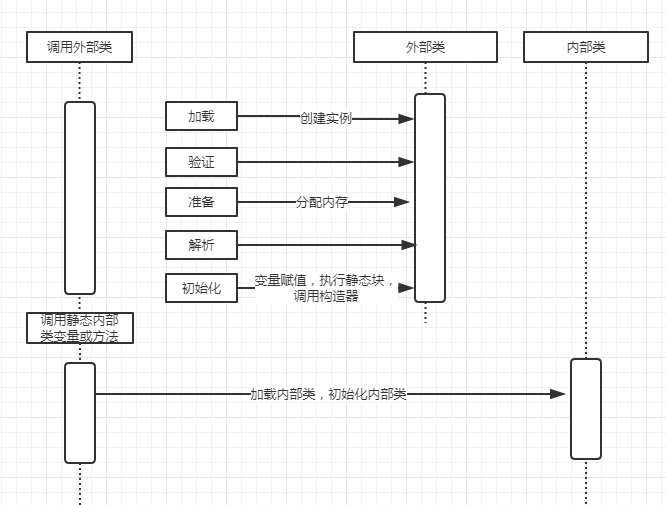 调用外部类
外部类
内部类
加载
创建实例
验证
准备
分配内存
解析
初始化
变量赋值，执行静态块，
调用构造器
调用静态内部
类变量或方法
加载内部类，初始化内部类